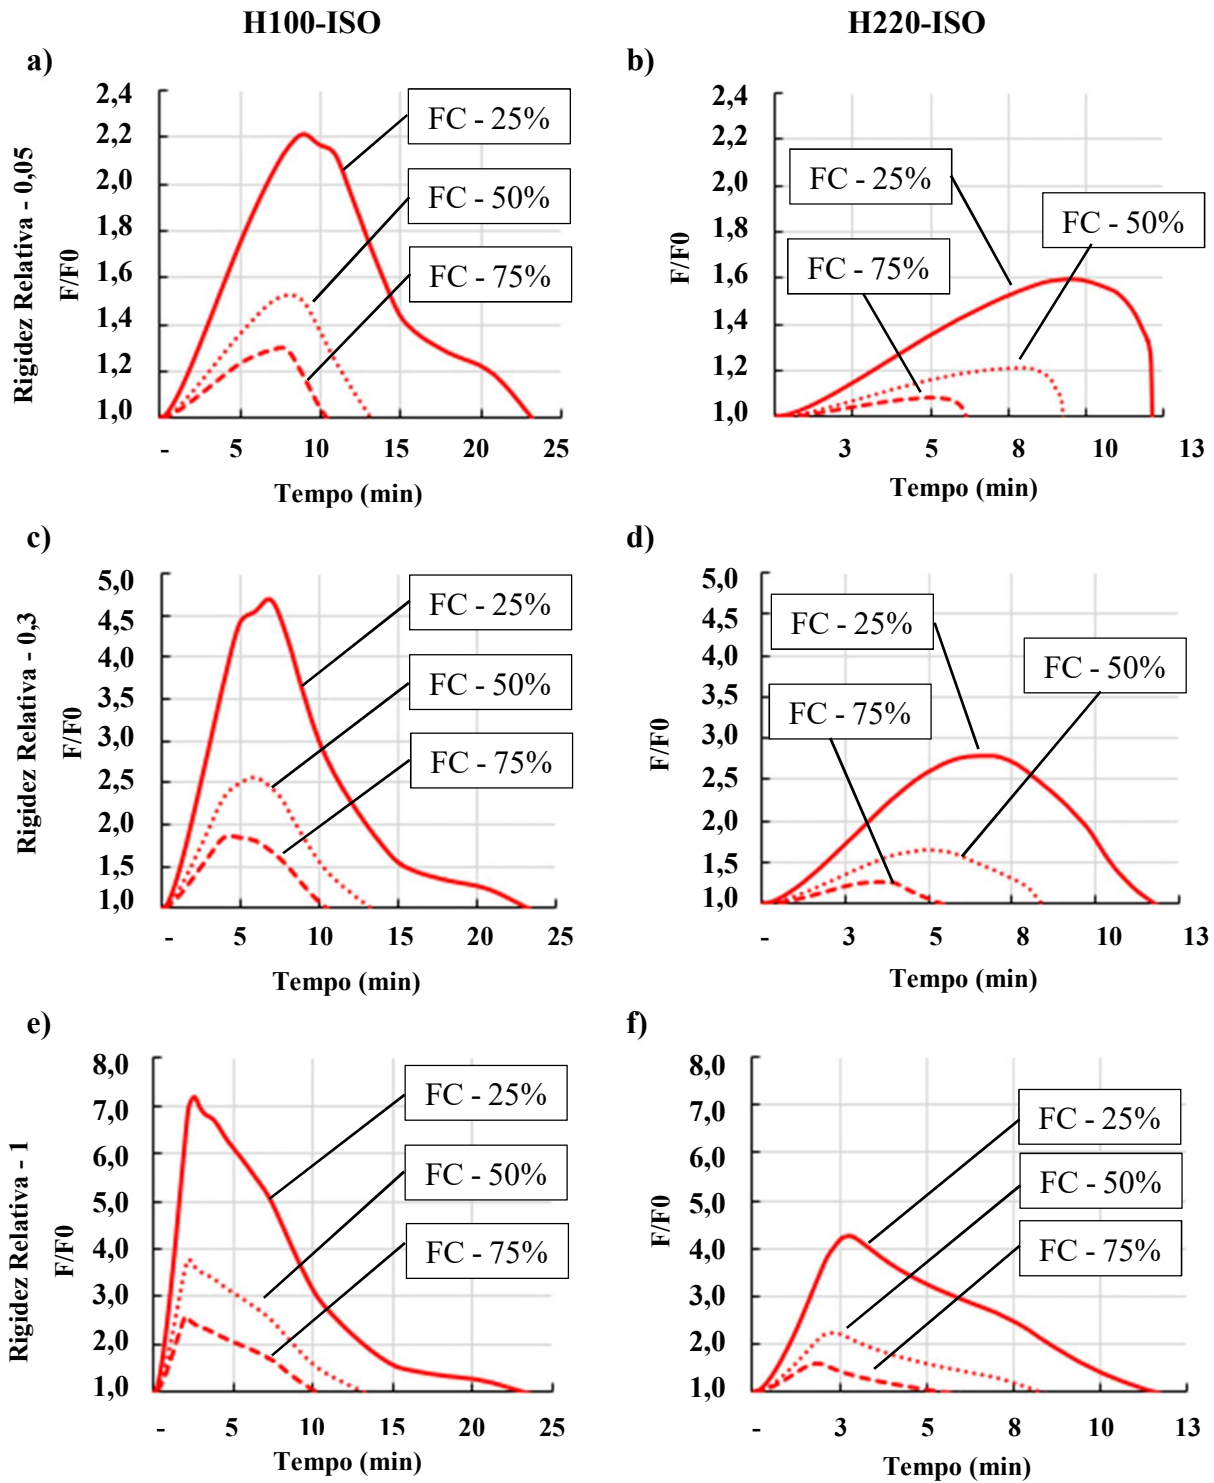 H100-ISO
H220-ISO
a)
Rigidez Relativa - 0,05
F/F0
2,4
2,2
2,0
1,8
1,6
1,4
1,2
1,0
FC - 25%
FC - 50%
FC - 75%
- 5 10 15 20 25
Tempo (min)
b)
F/F0
2,4
2,2
2,0
1,8
1,6
1,4
1,2
1,0
FC - 25%
FC - 50%
FC - 75%
3 5 8 10 13
Tempo (min)
c)
Rigidez Relativa - 0,3
F/F0
5,0
4,5
4,0
3,5
3,0
2,5
2,0
1,5
1,0
FC - 25%
FC - 50%
FC - 75%
- 5 10 15 20 25
Tempo (min)
d)
F/F0
5,0
4,5
4,0
3,5
3,0
2,5
2,0
1,5
1,0
FC - 25%
FC - 50%
FC - 75%
- 3 5 8 10 13
Tempo (min)
e)
Rigidez Relativa - 1
F/F0
8,0
7,0
6,0
5,0
4,0
3,0
2,0
1,0
FC - 25%
FC - 50%
FC - 75%
- 5 10 15 20 25
Tempo (min)
f)
F/F0
8,0
7,0
6,0
5,0
4,0
3,0
2,0
1,0
FC - 25%
FC - 50%
FC - 75%
- 3 5 8 10 13
Tempo (min)